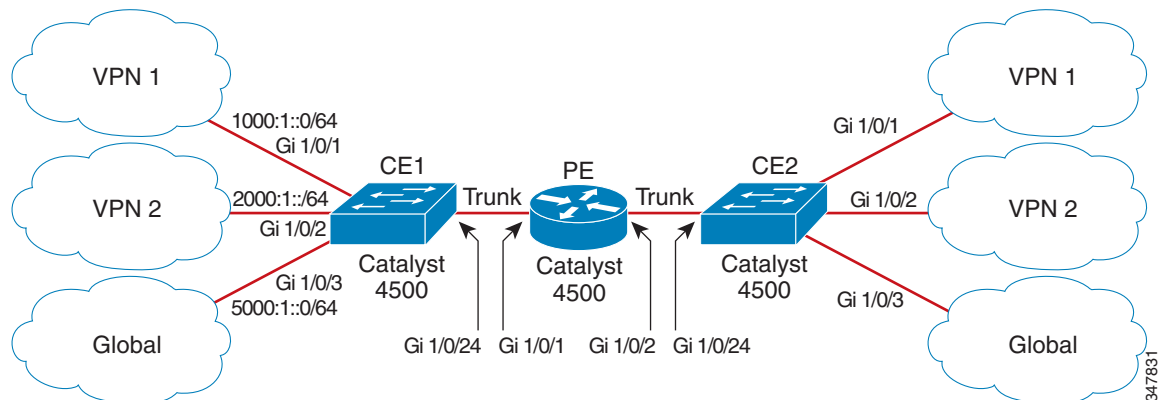 VPN 1
1000:1::0/64
Gi 1/0/1
VPN 2
2000:1::/64
Gi 1/0/2
Global
Gi 1/0/3
5000:1::0/64
CE1
Catalyst
4500
Trunk
PE
Catalyst
4500
Trunk
CE2
Catalyst
4500
Gi 1/0/24
Gi 1/0/1
Gi 1/0/2
Gi 1/0/24
Gi 1/0/1
VPN 1
Gi 1/0/2
VPN 2
Gi 1/0/3
Global
347831